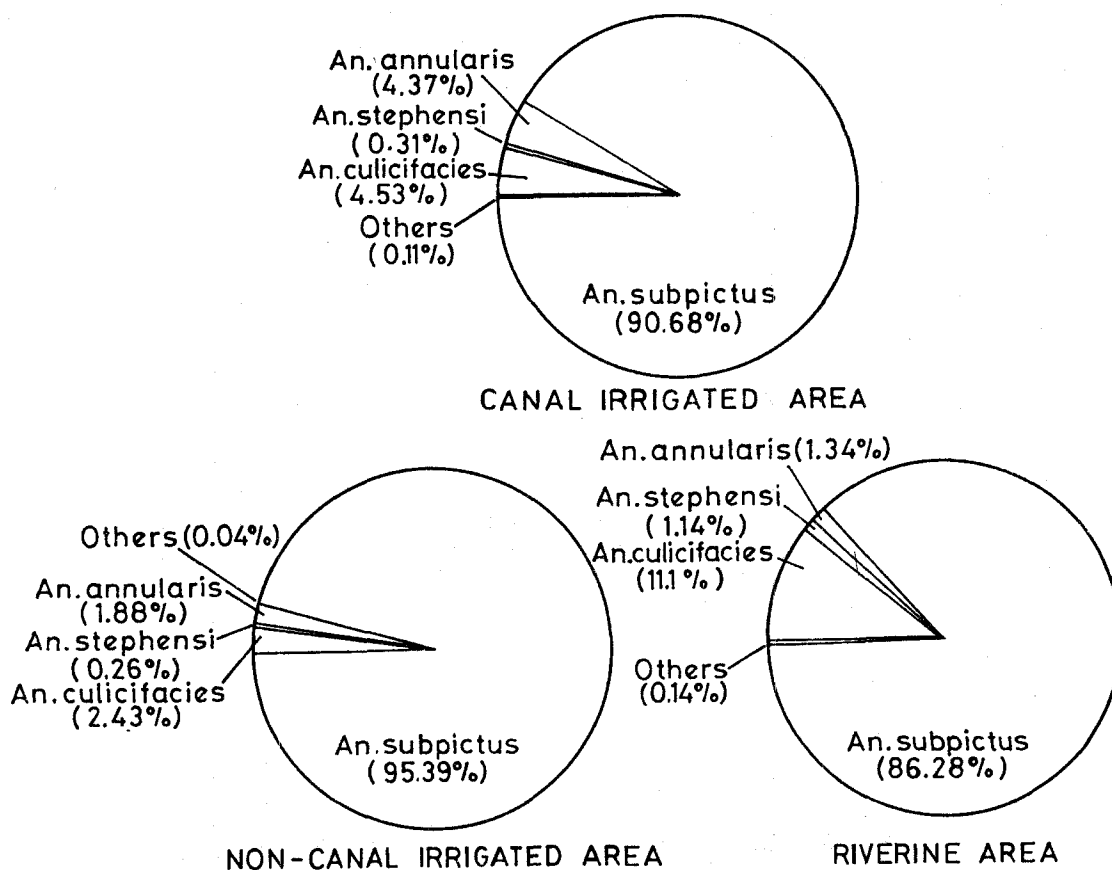 An. annularis
(4.37%)
An. stephensi
(0.31%)
An. culicifacies
(4.53%)
Others
(0.11%)
An. subpictus
(90.68%)
CANAL IRRIGATED AREA
Others (0.04%)
An. annularis
(1.88%)
An. stephensi
(0.26%)
An. culicifacies
(2.43%)
An. subpictus
(95.39%)
NON-CANAL IRRIGATED AREA
An. annularis (1.34%)
An. stephensi
(1.14%)
An. culicifacies
(11.1%)
Others
(0.14%)
An. subpictus
(86.28%)
RIVERINE AREA